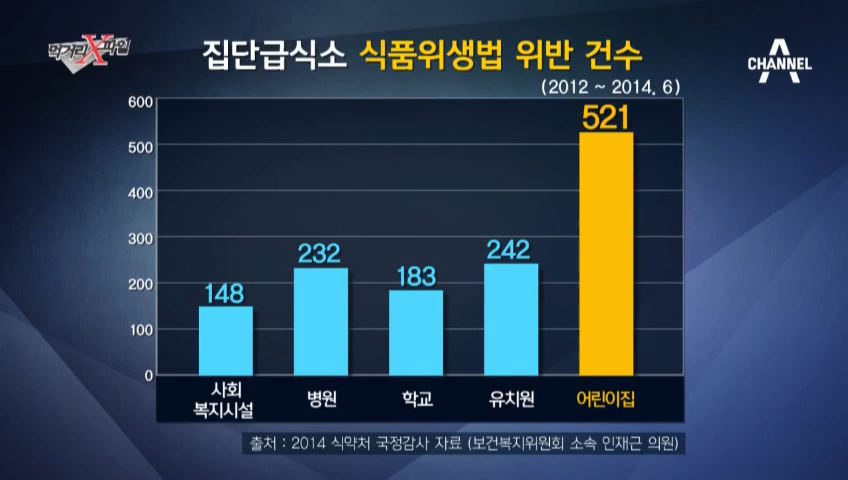 먹거리X파일
집단급식소 식품위생법 위반 건수
CHANNEL A
(2012 ~ 2014. 6)
600
500
400
300
200
100
0
148
232
183
242
521
사회
복지시설
병원
학교
유치원
어린이집
출처 : 2014 식약처 국정감사 자료 (보건복지위원회 소속 인재근 의원)